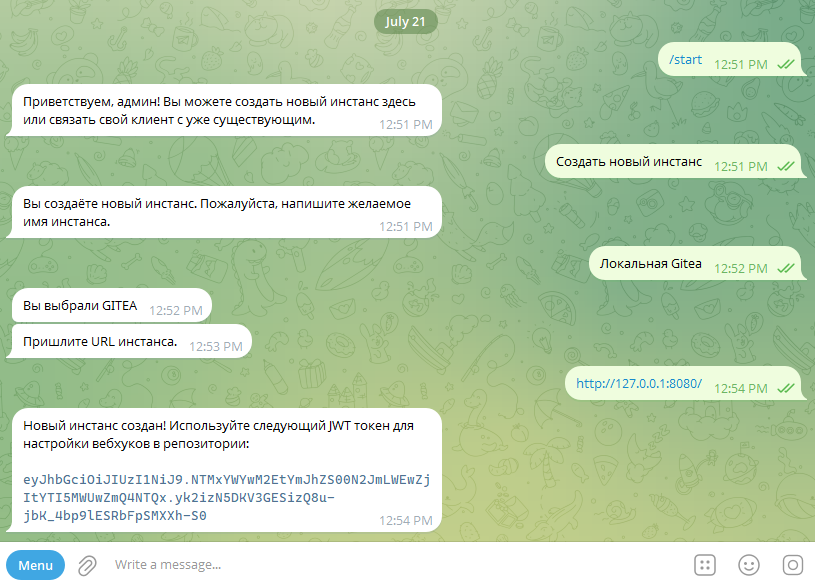 July 21
/start 12:51 PM
Приветствуем, админ! Вы можете создать новый инстанс здесь
или связать свой клиент с уже существующим. 12:51 PM
Создать новый инстанс 12:51 PM
Вы создаёте новый инстанс. Пожалуйста, напишите желаемое
имя инстанса. 12:51 PM
Локальная Gitea 12:52 PM
Вы выбрали GITEA 12:52 PM
Пришлите URL инстанса. 12:53 PM
http://127.0.0.1:8080/ 12:54 PM
Новый инстанс создан! Используйте следующий JWT токен для
настройки вебхуков в репозитории:
eyJhbGciOiJIUzI1NiJ9.NTMxYWYwM2EtYmJhZS00N2JmLWEwZj
ItYTI5MWUwZmQ4NTQx.yk2izN5DKV3GESizQ8u-
jbK_4bp9lESRbFpSMXXh-S0 12:54 PM
Menu Write a message...